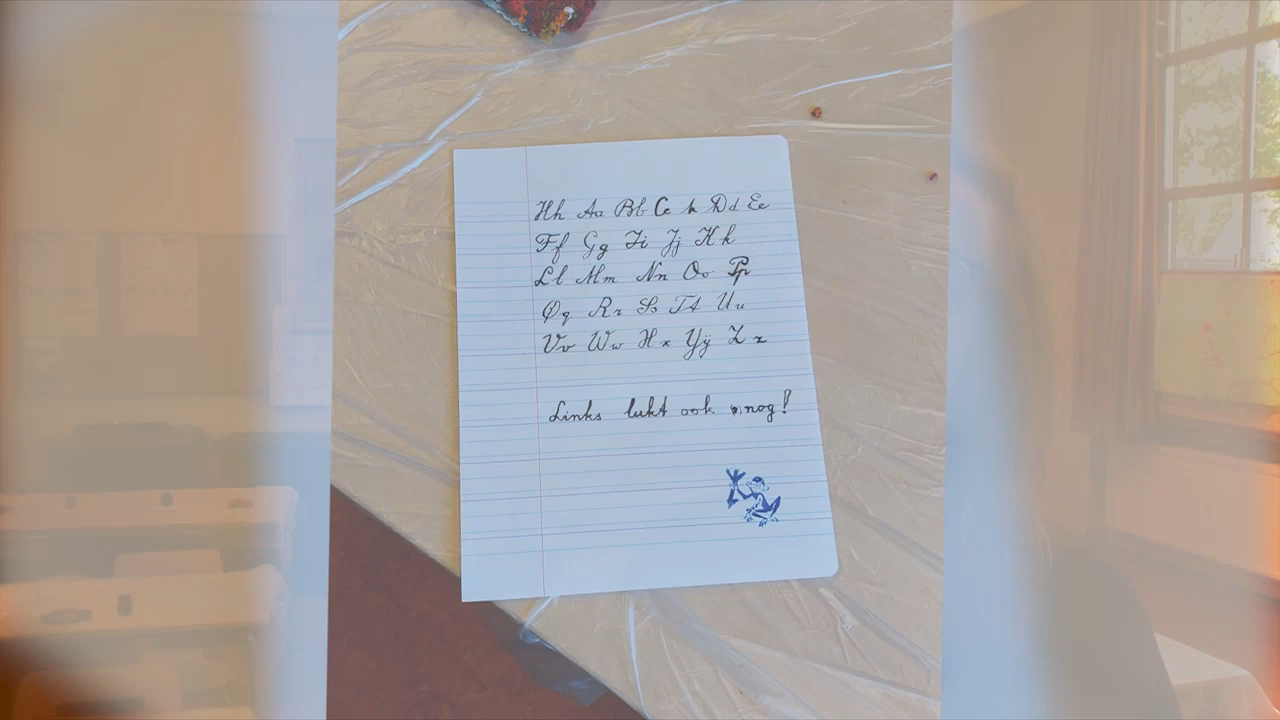 Hh Aa Bb Cc h Dd Ee
Ff Gg Ii Jj Kk
Ll Mm Nn Oo Pp
Qq Rr Ss Tt Uu
Vv Ww Xx Yÿ Zz
Links lukt ook nog!